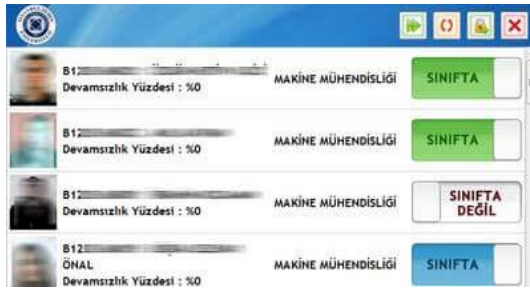 B12
Devamsızlık Yüzdesi : %0
MAKİNE MÜHENDİSLİĞİ
SINIFTA
B12
Devamsızlık Yüzdesi : %0
MAKİNE MÜHENDİSLİĞİ
SINIFTA
B12
Devamsızlık Yüzdesi : %0
MAKİNE MÜHENDİSLİĞİ
SINIFTA
DEĞİL
B12
ÖNAL
Devamsızlık Yüzdesi : %0
MAKİNE MÜHENDİSLİĞİ
SINIFTA